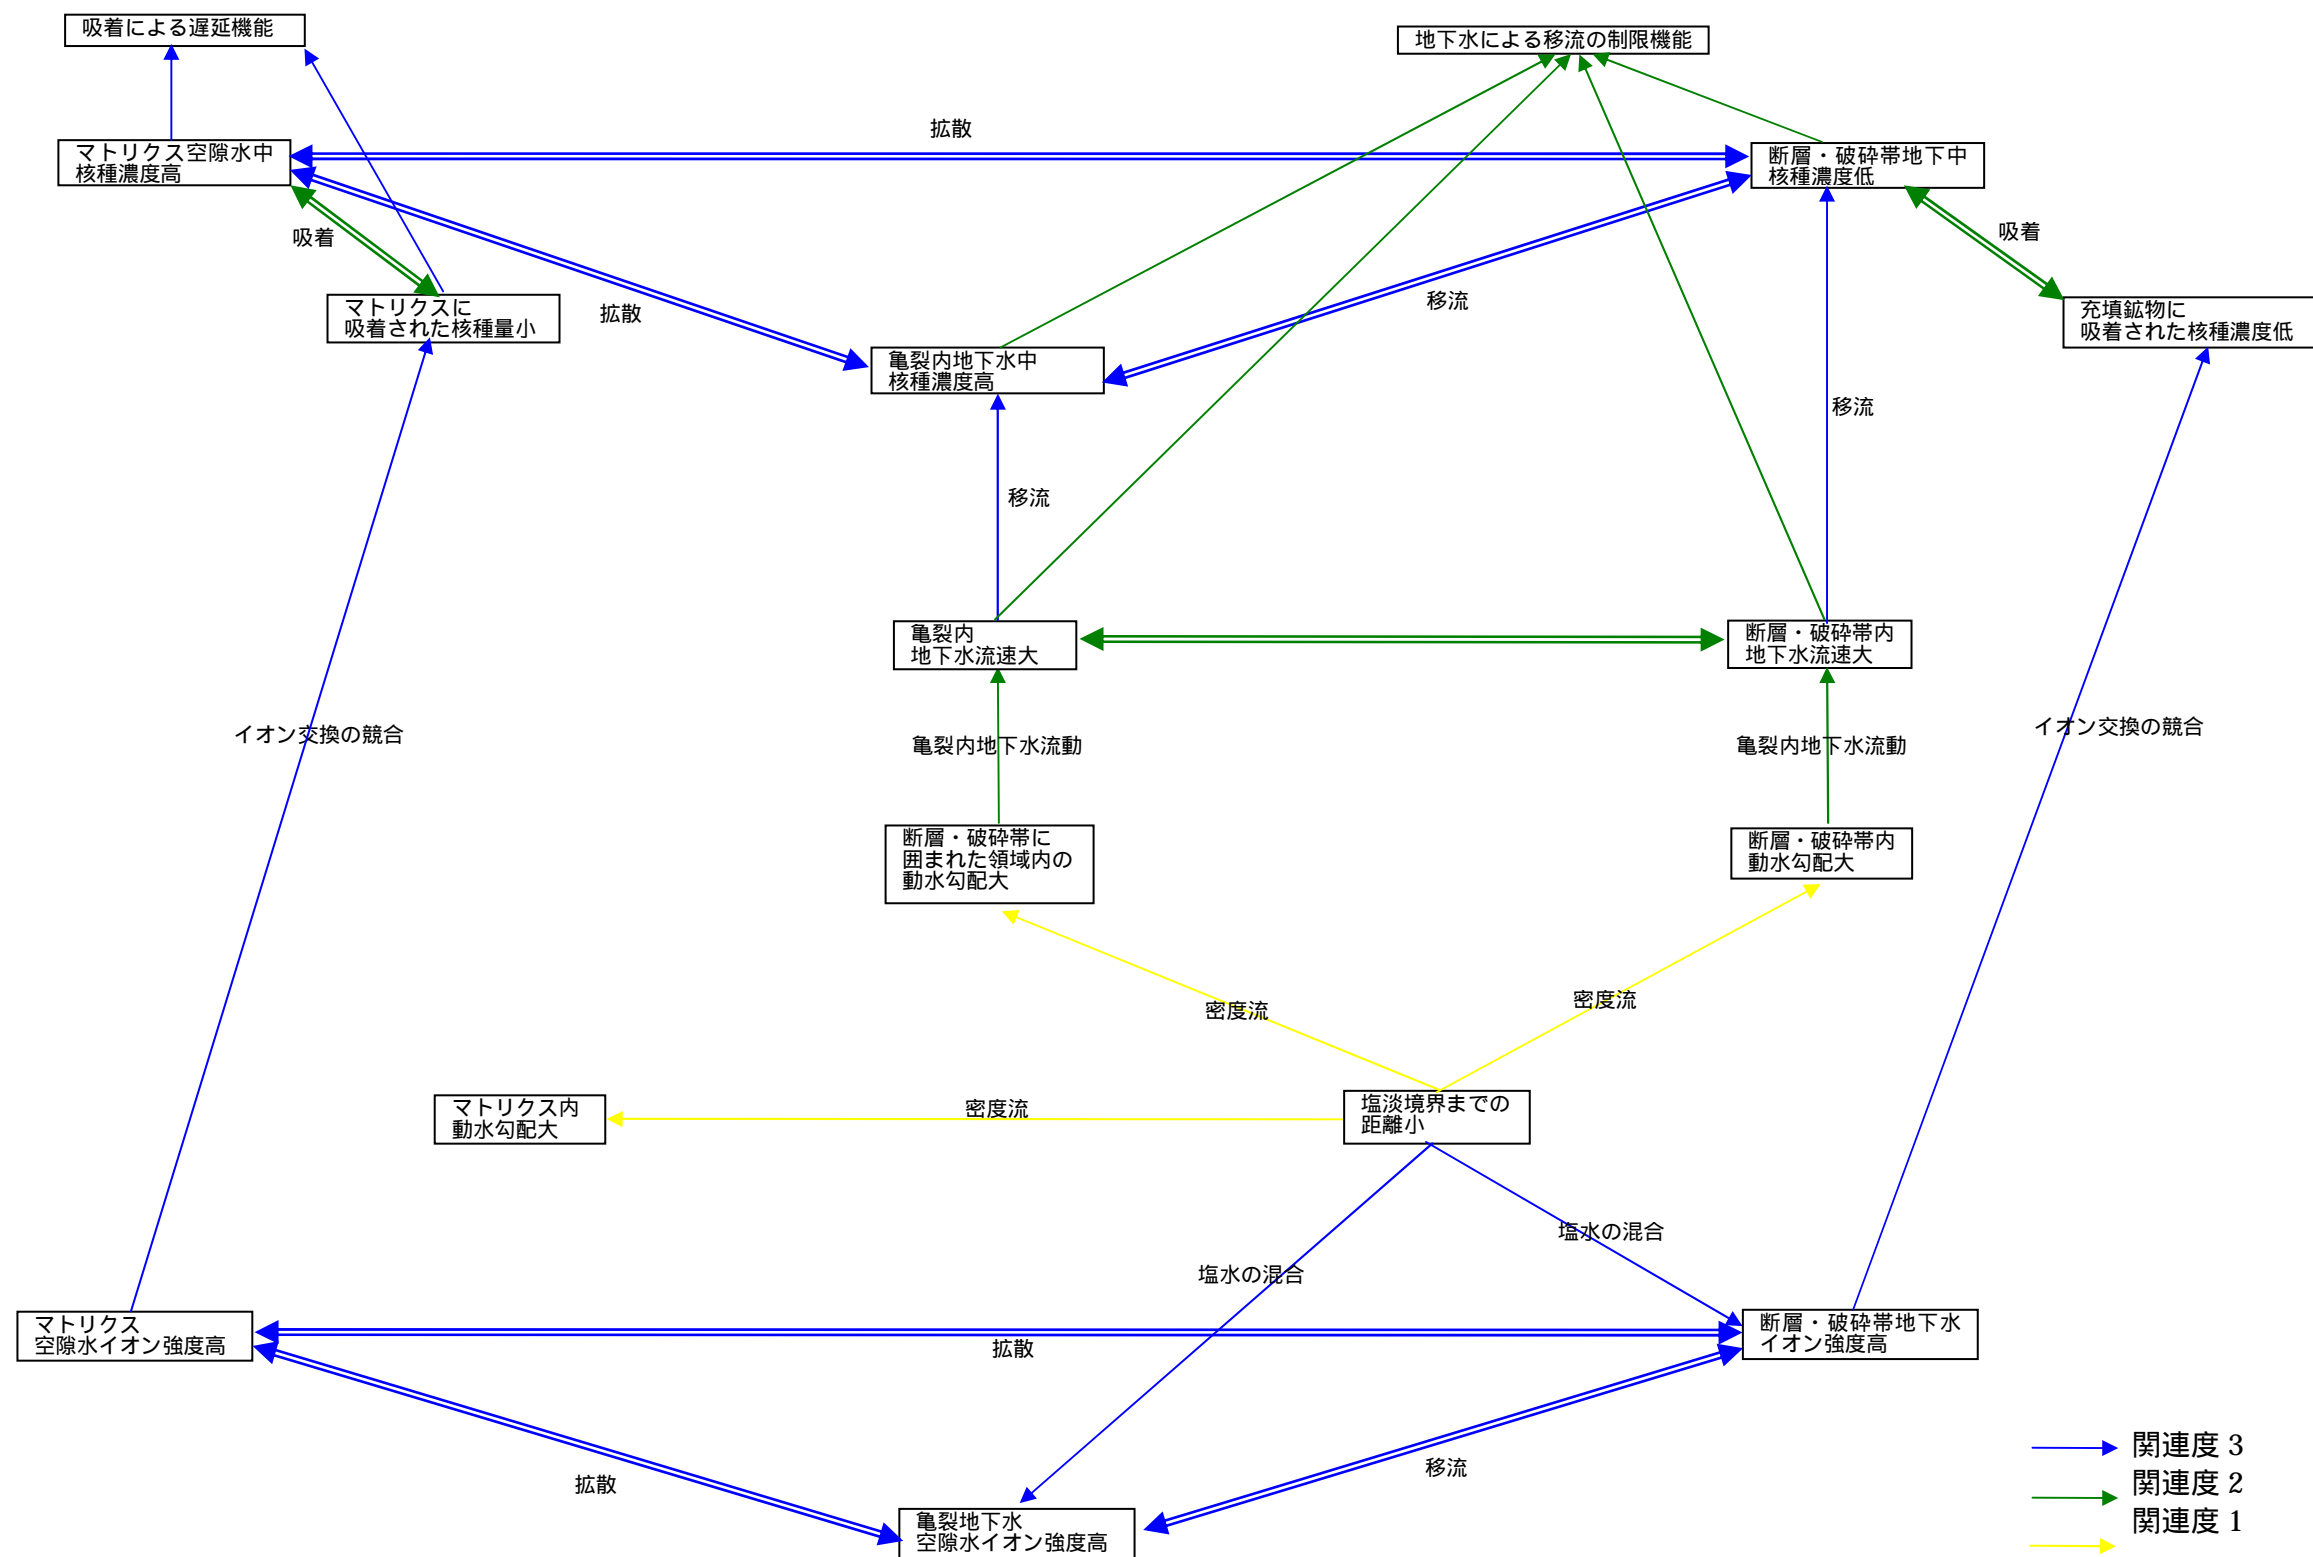 吸着による遅延機能
地下水による移流の制限機能
拡散
マトリクス空隙水中
核種濃度高
断層・破砕帯地下中
核種濃度低
吸着
吸着
マトリクスに
吸着された核種量小
拡散
移流
充填鉱物に
吸着された核種濃度低
亀裂内地下水中
核種濃度高
移流
移流
亀裂内
地下水流速大
断層・破砕帯内
地下水流速大
イオン交換の競合
亀裂内地下水流動
亀裂内地下水流動
イオン交換の競合
断層・破砕帯に
囲まれた領域内の
動水勾配大
断層・破砕帯内
動水勾配大
密度流
密度流
マトリクス内
動水勾配大
密度流
塩淡境界までの
距離小
塩水の混合
塩水の混合
マトリクス
空隙水イオン強度高
拡散
断層・破砕帯地下水
イオン強度高
拡散
移流
亀裂地下水
空隙水イオン強度高
関連度 3
関連度 2
関連度 1